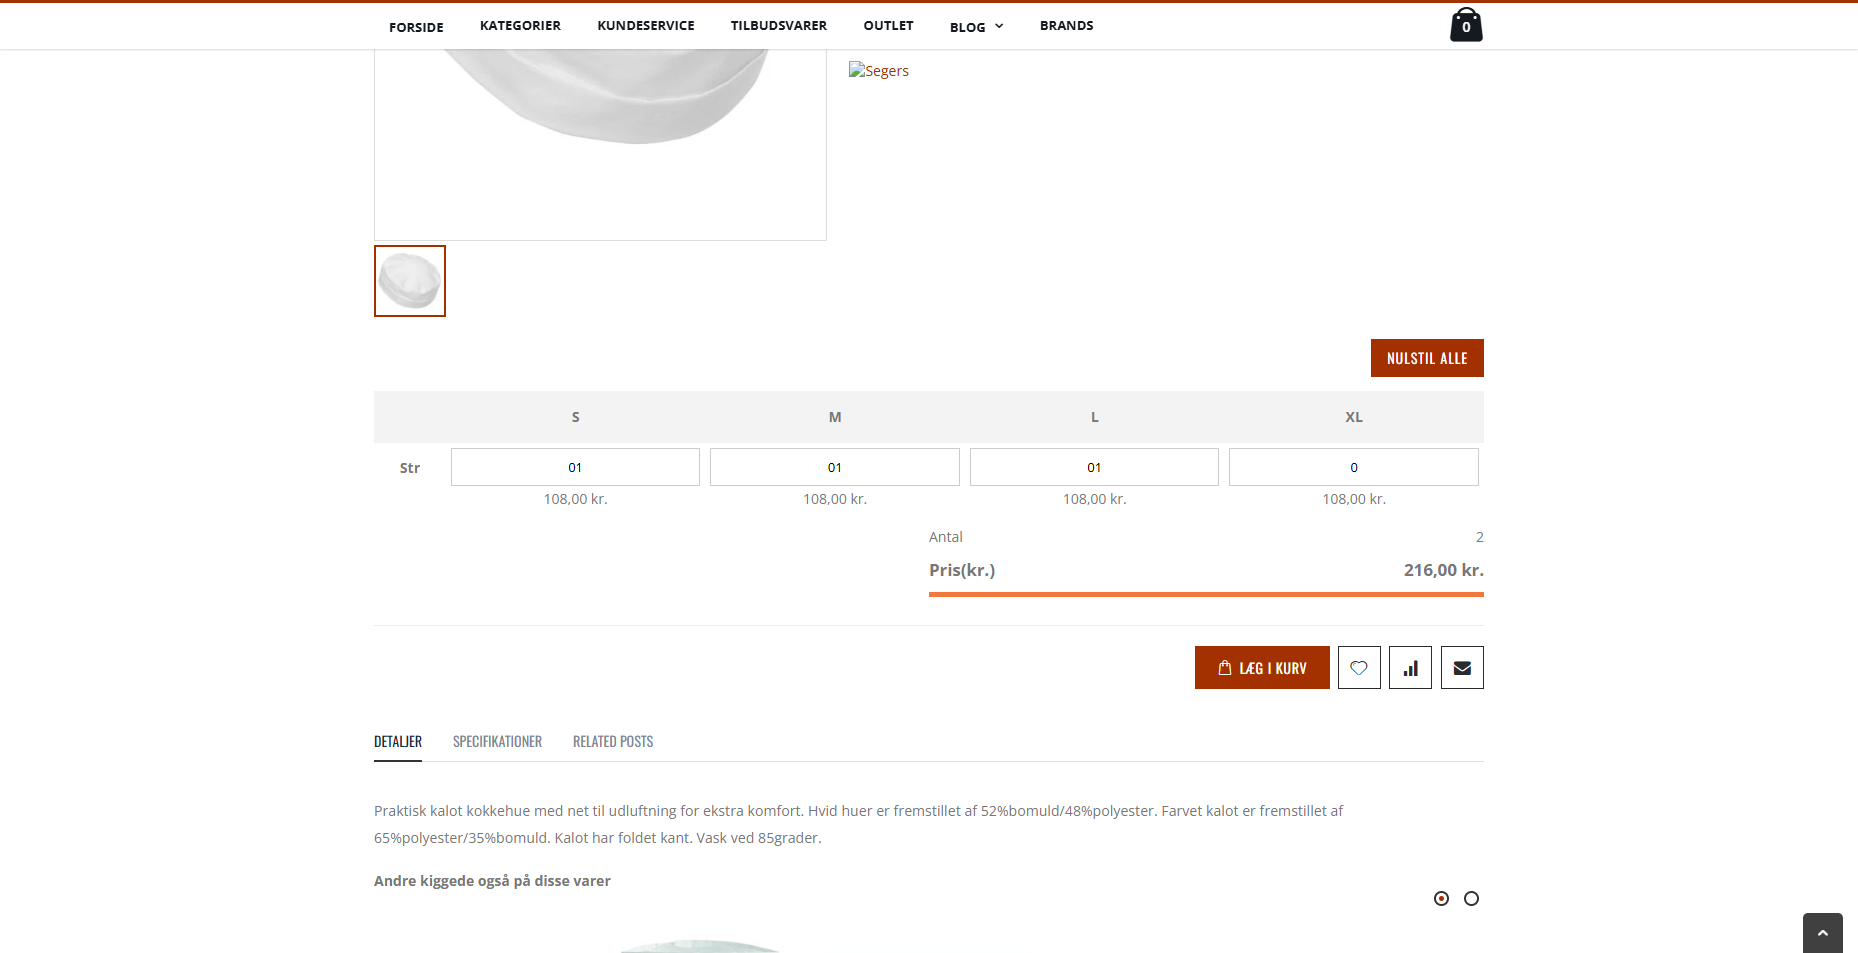 FORSIDE KATEGORIER KUNDESERVICE TILBUDSVARER OUTLET BLOG BRANDS 0
Segers
NULSTIL ALLE
S M L XL
Str 01 01 01 0
108,00 kr. 108,00 kr. 108,00 kr. 108,00 kr.
Antal 2
Pris(kr.) 216,00 kr.
LÆG I KURV
DETALJER SPECIFIKATIONER RELATED POSTS
Praktisk kalot kokkehue med net til udluftning for ekstra komfort. Hvid huer er fremstillet af 52%bomuld/48%polyester. Farvet kalot er fremstillet af
65%polyester/35%bomuld. Kalot har foldet kant. Vask ved 85grader.
Andre kiggede også på disse varer